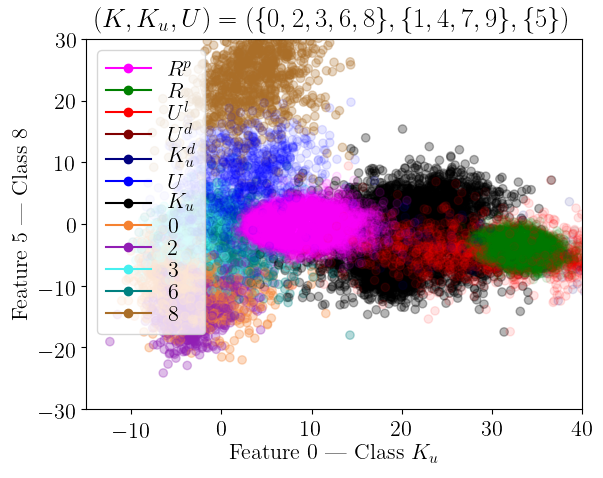 (K, K_u, U) = ({0, 2, 3, 6, 8}, {1, 4, 7, 9}, {5})
R^p
R
U^l
U^d
K_u^d
U
K_u
0
2
3
6
8
30
20
10
0
−10
−20
−30
Feature 5 — Class 8
−10 0 10 20 30 40
Feature 0 — Class K_u